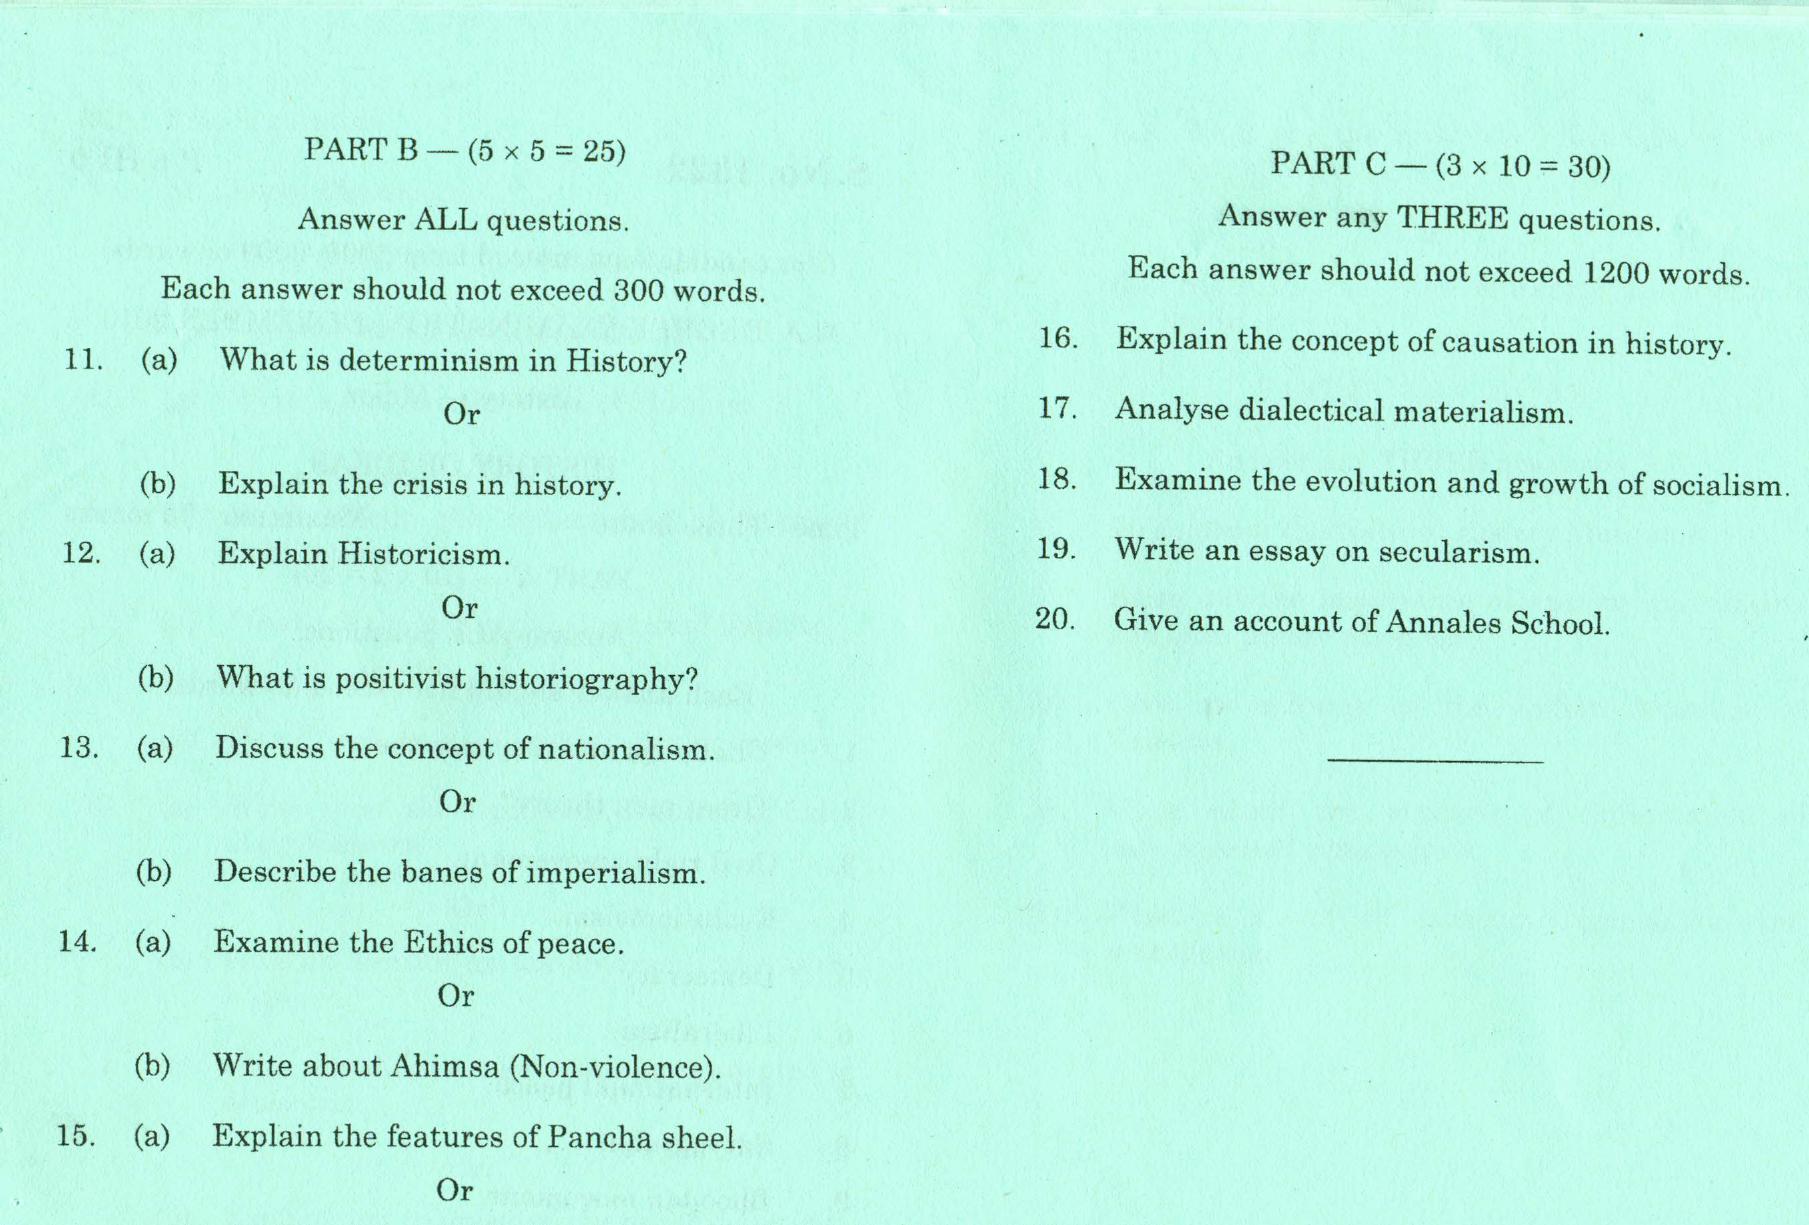 PART B — (5 × 5 = 25)
Answer ALL questions.
Each answer should not exceed 300 words.
11. (a) What is determinism in History?
Or
(b) Explain the crisis in history.
12. (a) Explain Historicism.
Or
(b) What is positivist historiography?
13. (a) Discuss the concept of nationalism.
Or
(b) Describe the banes of imperialism.
14. (a) Examine the Ethics of peace.
Or
(b) Write about Ahimsa (Non-violence).
15. (a) Explain the features of Pancha sheel.
Or
PART C — (3 × 10 = 30)
Answer any THREE questions.
Each answer should not exceed 1200 words.
16. Explain the concept of causation in history.
17. Analyse dialectical materialism.
18. Examine the evolution and growth of socialism.
19. Write an essay on secularism.
20. Give an account of Annales School.